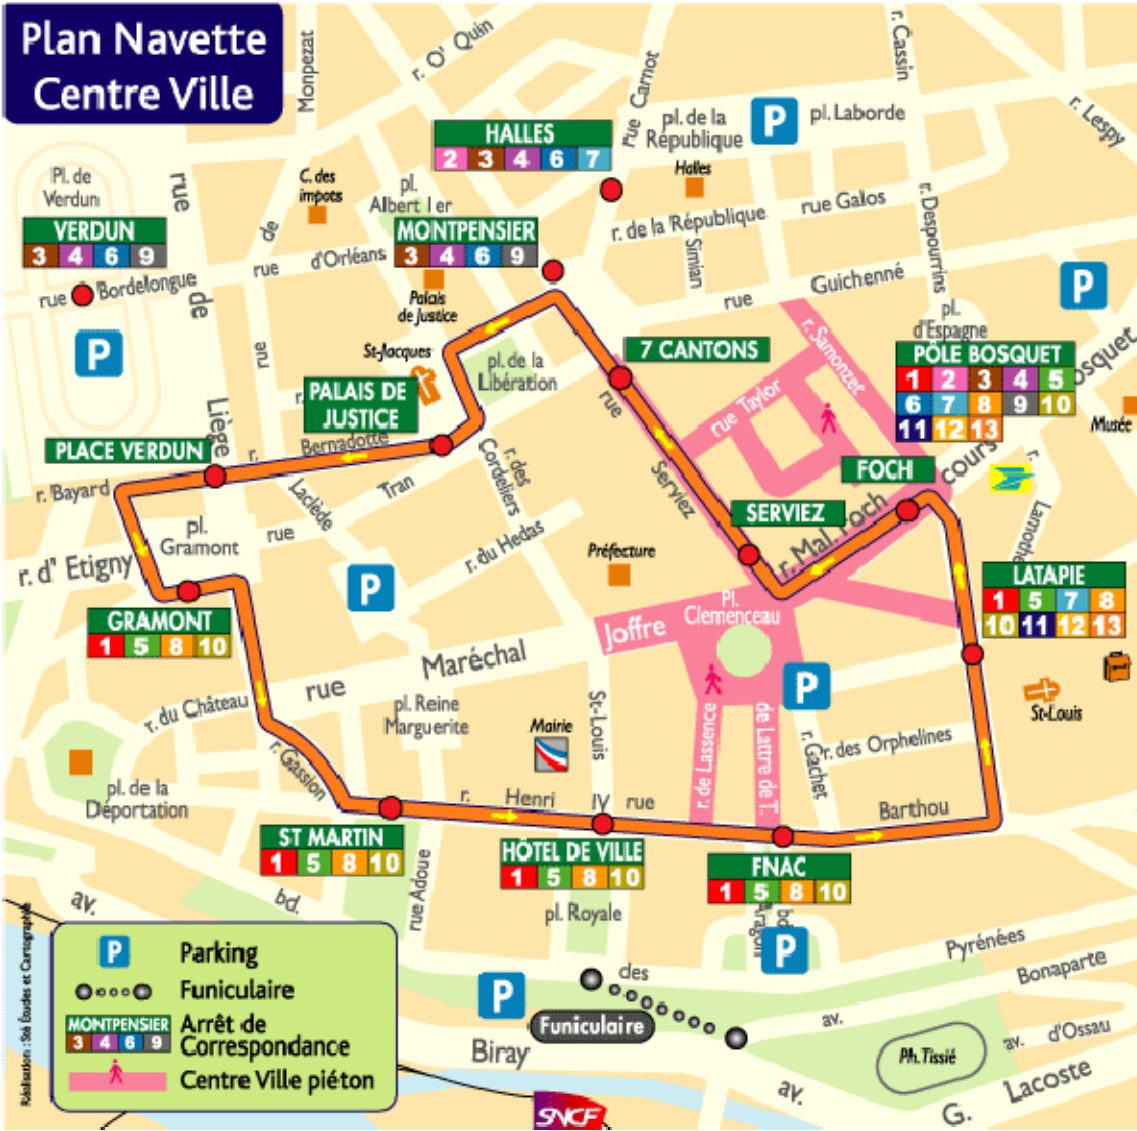 Plan Navette
Centre Ville
Monpezat
r. O' Quin
rue Carnot
r. Cassin
r. Lespy
pl. Laborde
P
pl. de la
République
Halles
HALLES
2 3 4 6 7
Pl. de
Verdun
VERDUN
3 4 6 9
rue Bordelongue
P
rue de
Liège
C. des
impots
pl.
Albert 1er
MONTPENSIER
3 4 6 9
rue d'Orléans
de
rue
Palais
de Justice
r. de la République
rue Gallos
r. Despourrins
Simian
rue Guichenné
pl.
d'Espagne
P
St-Jacques
pl. de la
Libération
7 CANTONS
r. Samonzet
rue Taylor
PÔLE BOSQUET
1 2 3 4 5
6 7 8 9 10
11 12 13
cours
osquet
Musée
PALAIS DE
JUSTICE
r.
PLACE VERDUN
r. Bernadotte
r. Bayard
r. des
Cordeliers
rue
Serviez
FOCH
r.
Lamothe
SERVIEZ
r. Mal. Foch
Laclède
rue Tran
r. du Hedas
pl.
Gramont
r. d' Etigny
P
Préfecture
GRAMONT
1 5 8 10
Pl.
Clemenceau
LATAPIE
1 5 7 8
10 11 12 13
rue Maréchal Joffre
r. du Château
pl. Reine
Marguerite
St-Louis
Mairie
P
St-Louis
r. Gassion
r. de Lassence
de Lattre de T.
r. Gachet
r. des Orphelines
pl. de la
Déportation
r. Henri IV
rue Barthou
ST MARTIN
1 5 8 10
HÔTEL DE VILLE
1 5 8 10
FNAC
1 5 8 10
rue Adoue
pl. Royale
bd.
Aragon
P
av.
bd.
des
Pyrénées
Bonaparte
av.
av. d'Ossau
P
Funiculaire
Biray
av.
G. Lacoste
Ph. Tissié
SNCF
P Parking
Funiculaire
MONTPENSIER
3 4 6 9
Arrêt de
Correspondance
Centre Ville piéton